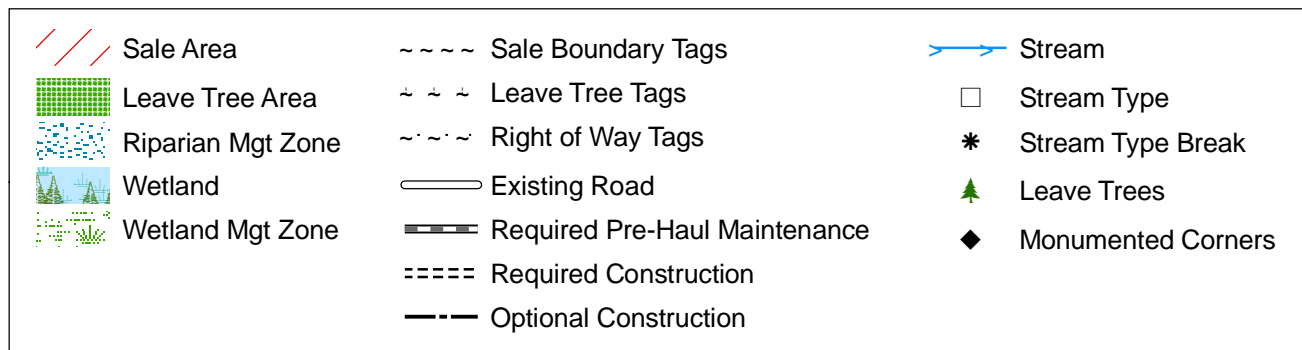 Sale Area
Leave Tree Area
Riparian Mgt Zone
Wetland
Wetland Mgt Zone
Sale Boundary Tags
Leave Tree Tags
Right of Way Tags
Existing Road
Required Pre-Haul Maintenance
Required Construction
Optional Construction
Stream
Stream Type
Stream Type Break
Leave Trees
Monumented Corners